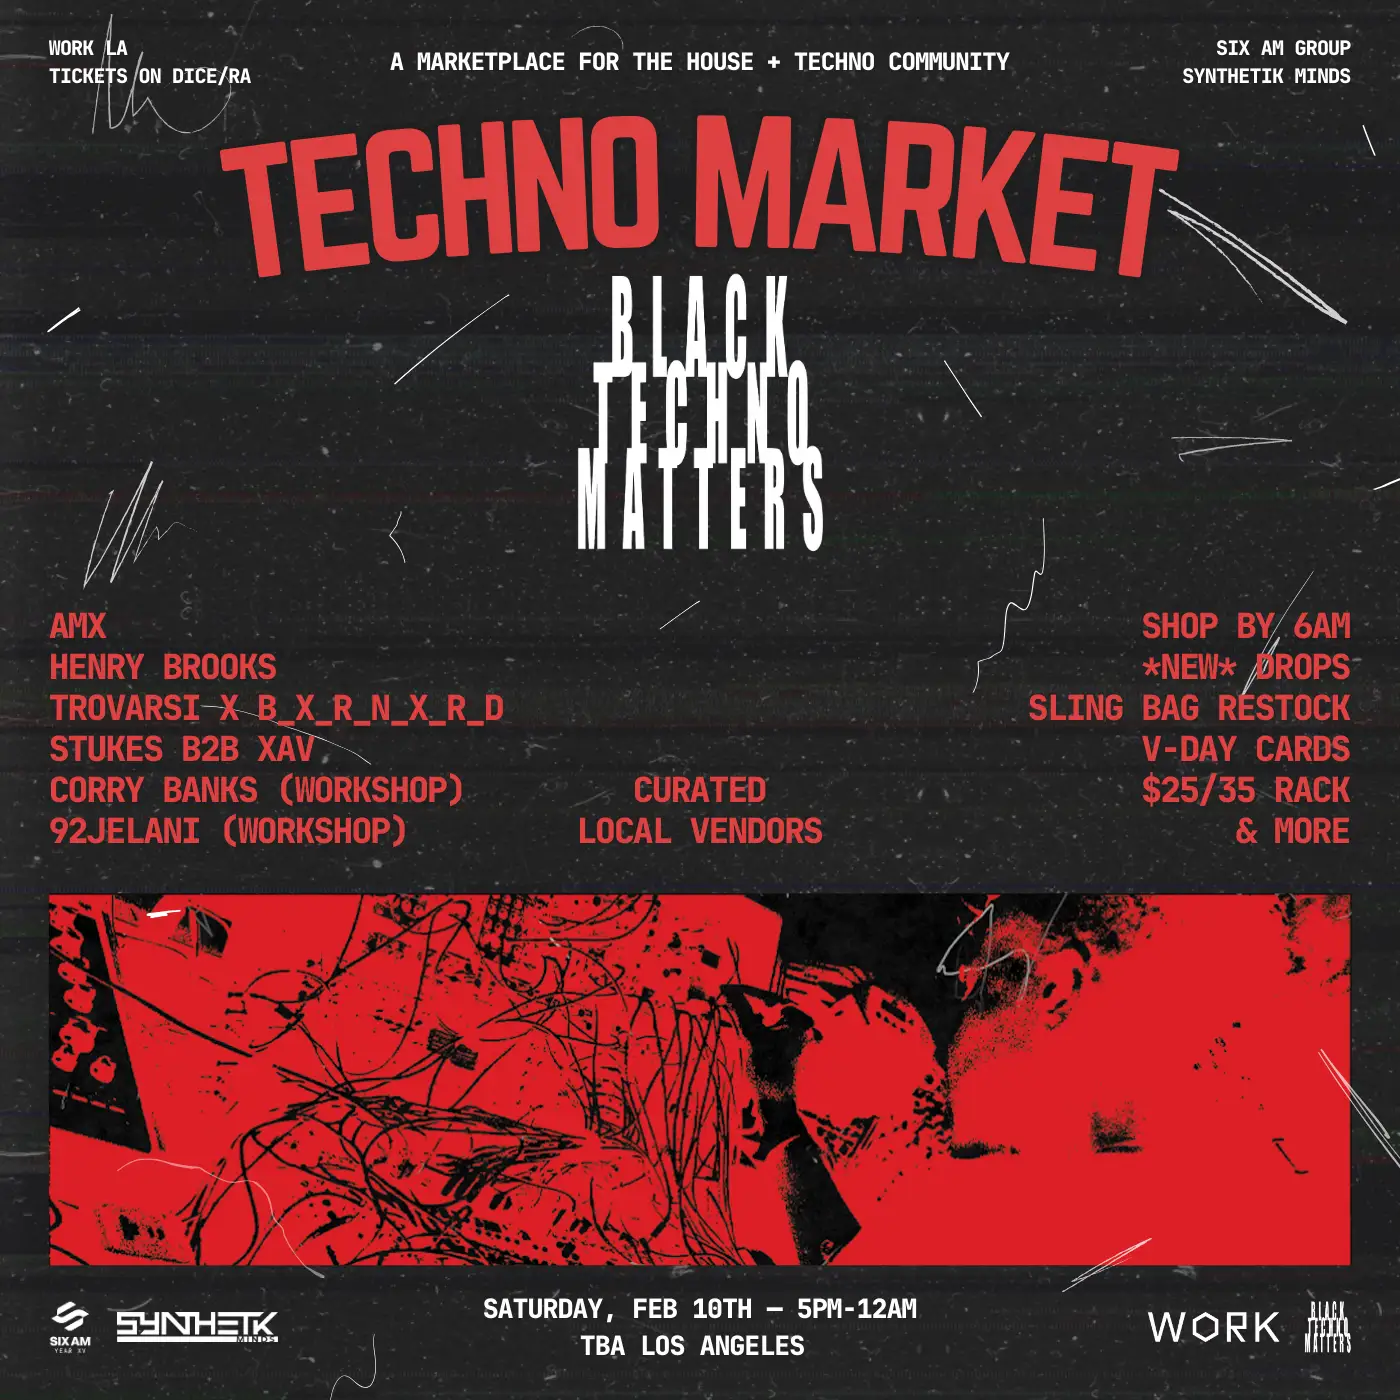 WORK LA
TICKETS ON DICE/RA
A MARKETPLACE FOR THE HOUSE + TECHNO COMMUNITY
SIX AM GROUP
SYNTHETIK MINDS
TECHNO MARKET
BLACK
TECHNO
MATTERS
AMX
HENRY BROOKS
TROVARSI X B_X_R_N_X_R_D
STUKES B2B XAV
CORRY BANKS (WORKSHOP)
92JELANI (WORKSHOP)
CURATED
LOCAL VENDORS
SHOP BY 6AM
*NEW* DROPS
SLING BAG RESTOCK
V-DAY CARDS
$25/35 RACK
& MORE
SIX AM
YEAR XV
SYNTHETIK
MINDS
SATURDAY, FEB 10TH — 5PM-12AM
TBA LOS ANGELES
WORK
BLACK
TECHNO
MATTERS